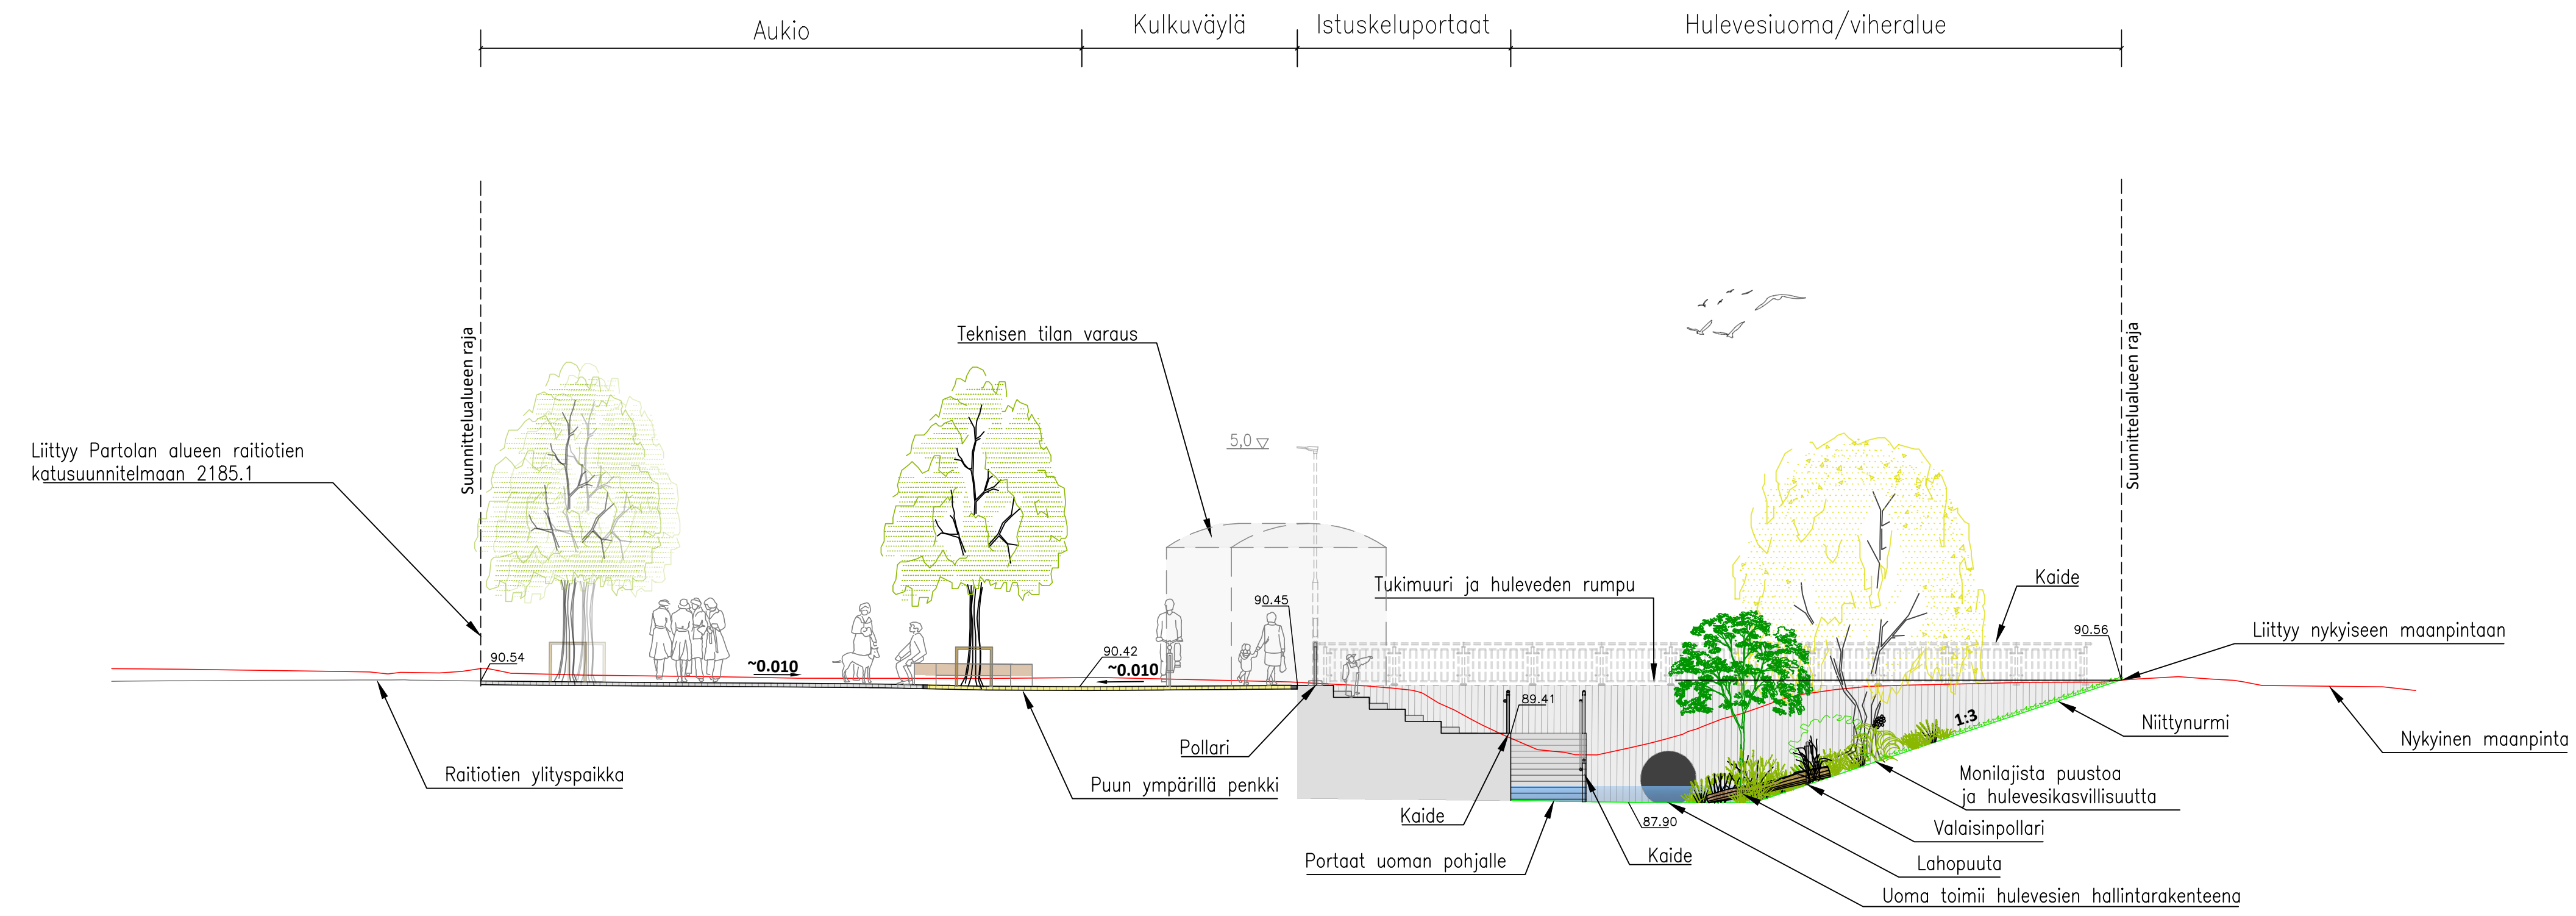 Aukio
Kulkuväylä
Istuskeluportaat
Hulevesiuoma/viheralue
Suunnittelualueen raja
Suunnittelualueen raja
Teknisen tilan varaus
5,0
Liittyy Partolan alueen raitiotien
katusuunnitelmaan 2185.1
Tukimuuri ja huleveden rumpu
Kaide
90.45
90.56
Liittyy nykyiseen maanpintaan
90.54
~0.010
90.42
~0.010
89.41
1:3
Niittynurmi
Nykyinen maanpinta
Pollari
Raitiotien ylityspaikka
Puun ympärillä penkki
Monilajista puustoa
ja hulevesikasvillisuutta
Kaide
87.90
Valaisinpollari
Portaat uoman pohjalle
Kaide
Lahopuuta
Uoma toimii hulevesien hallintarakenteena